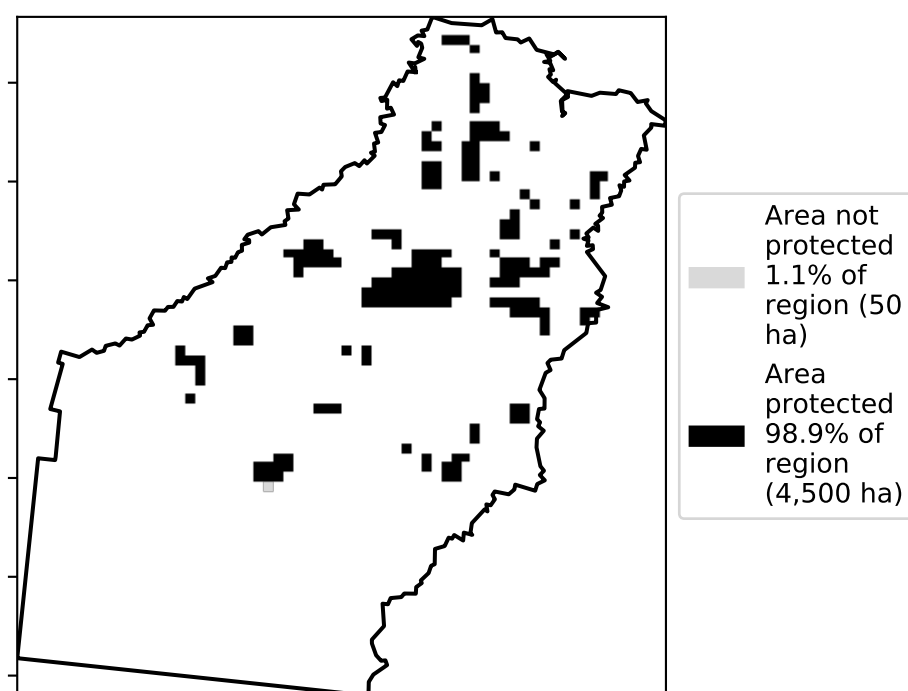 Area not
protected
1.1% of
region (50
ha)
Area
protected
98.9% of
region
(4,500 ha)